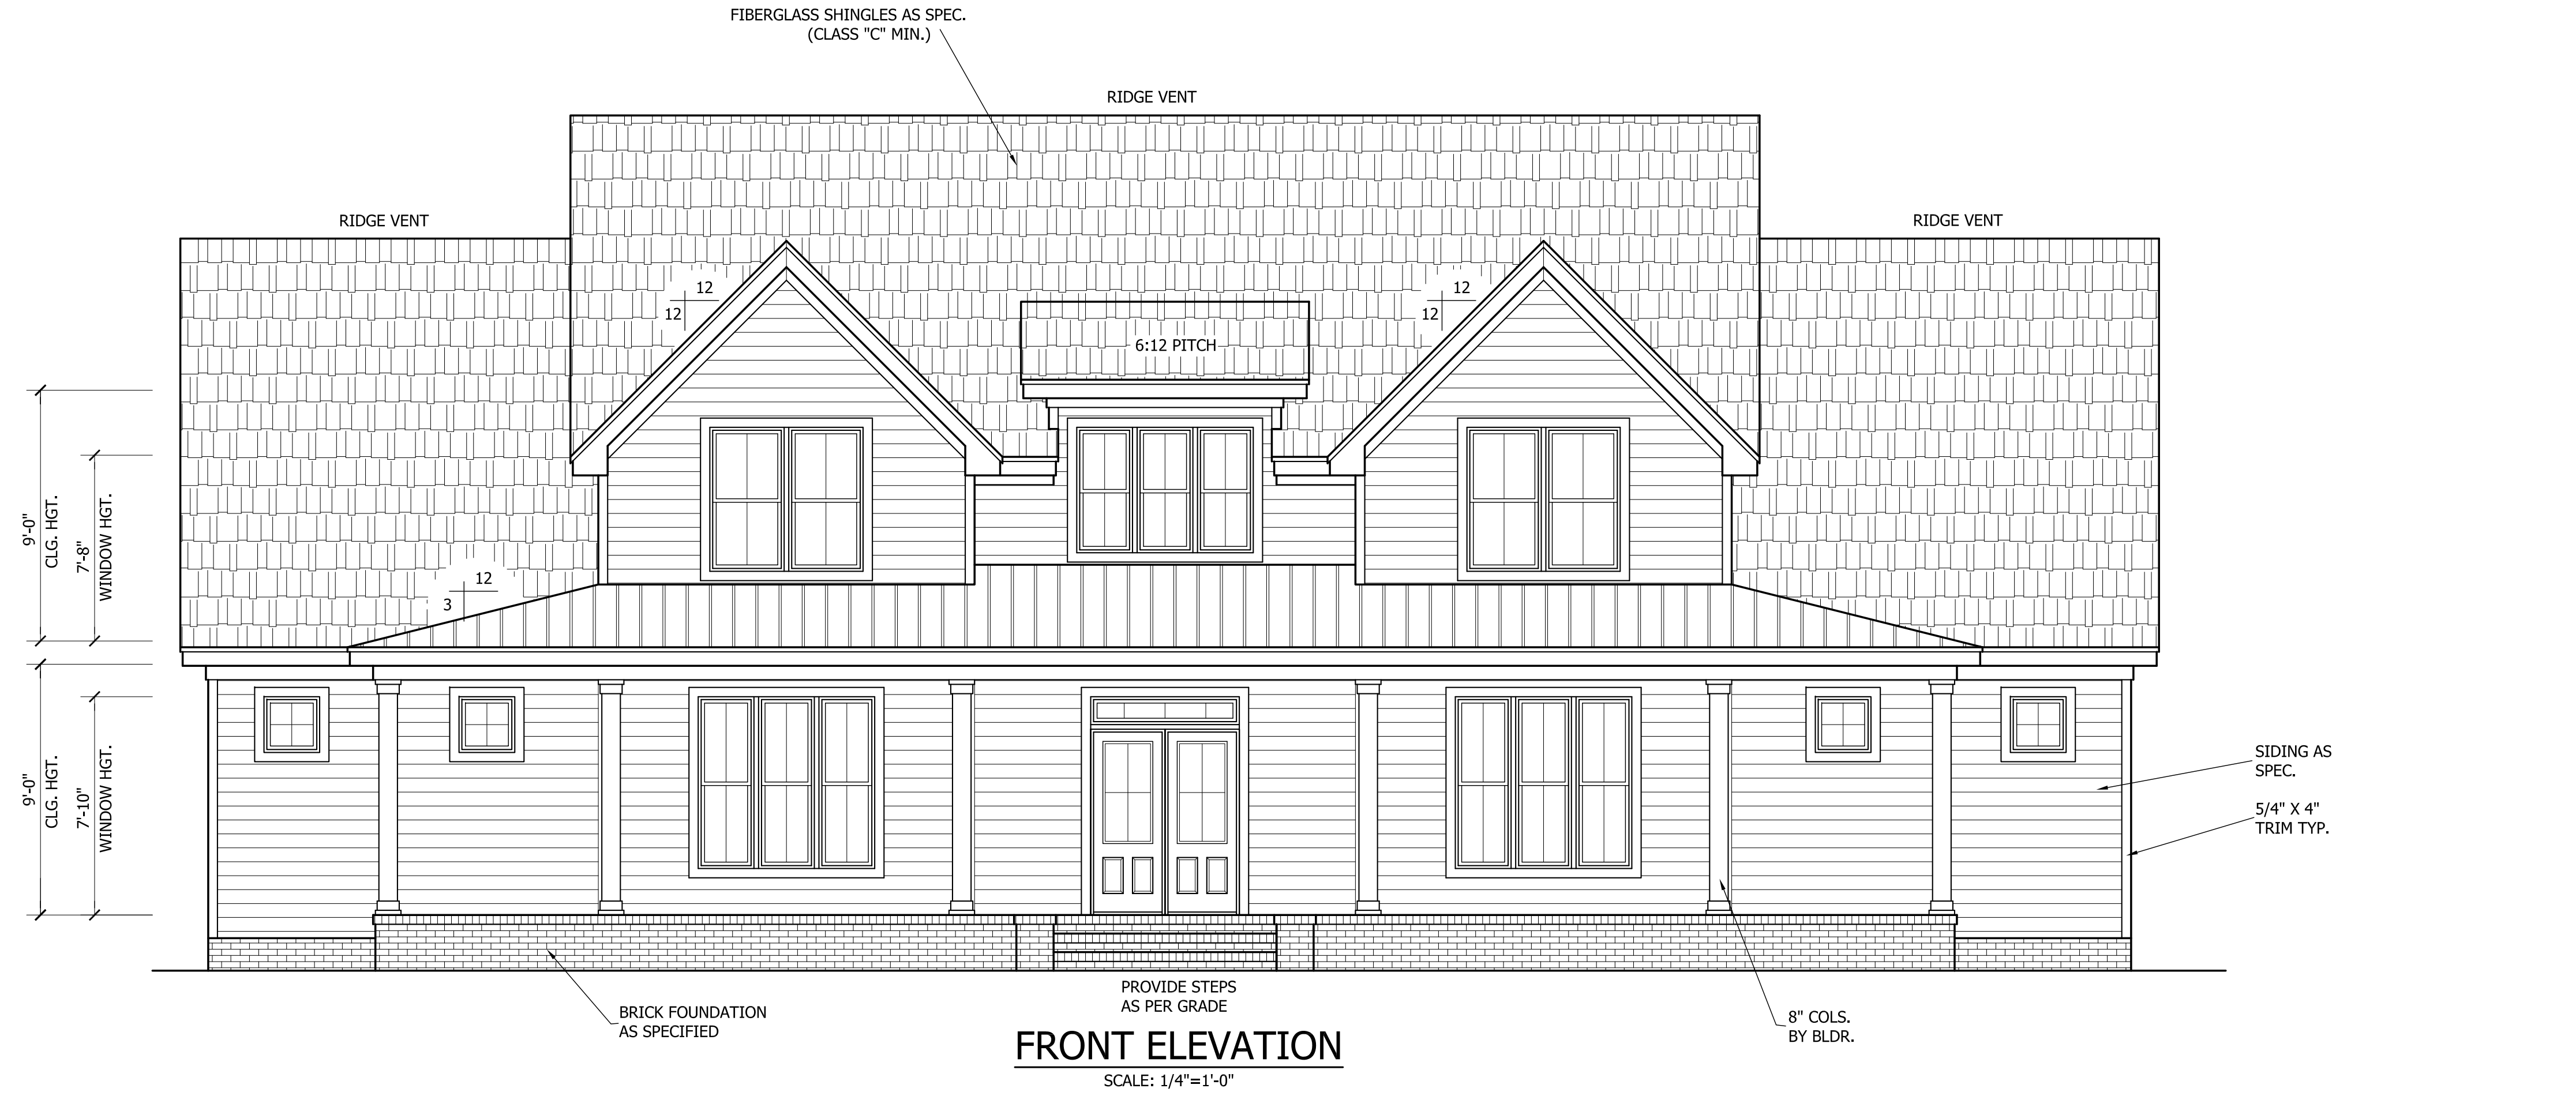 FIBERGLASS SHINGLES AS SPEC.
(CLASS "C" MIN.)
RIDGE VENT
RIDGE VENT
RIDGE VENT
12
12
12
12
6:12 PITCH
9'-0"
CLG. HGT.
7'-8"
WINDOW HGT.
12
3
9'-0"
CLG. HGT.
7'-10"
WINDOW HGT.
SIDING AS
SPEC.
5/4" X 4"
TRIM TYP.
BRICK FOUNDATION
AS SPECIFIED
PROVIDE STEPS
AS PER GRADE
8" COLS.
BY BLDR.
FRONT ELEVATION
SCALE: 1/4"=1'-0"